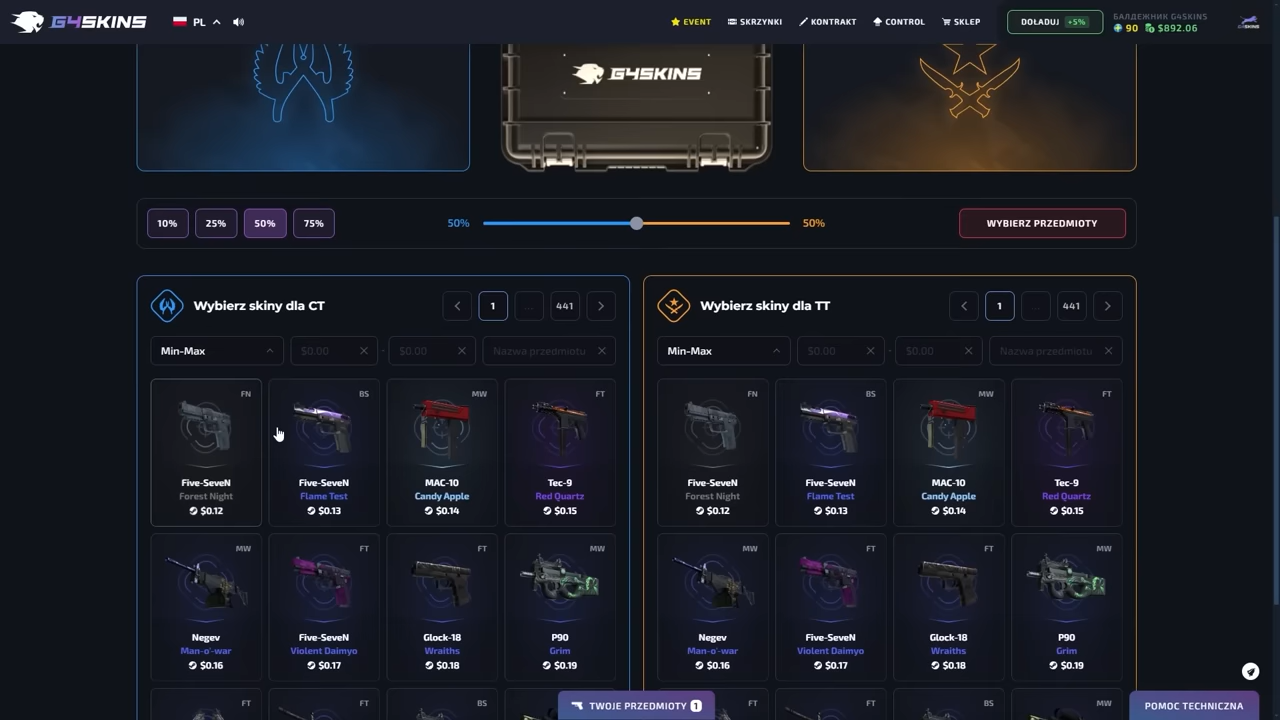 G4SKINS
PL
EVENT
SKRZYNKI
KONTRAKT
CONTROL
SKLEP
DOŁADUJ +5%
БАЛДЕЖНИК G4SKINS
90 $892.06
G4SKINS
10% 25% 50% 75%
50%
50%
WYBIERZ PRZEDMIOTY
Wybierz skiny dla CT
1 ... 441
Min-Max $0.00 - $0.00 Nazwa przedmiotu
FN
Five-SeveN
Forest Night
$0.12
BS
Five-SeveN
Flame Test
$0.13
MW
MAC-10
Candy Apple
$0.14
FT
Tec-9
Red Quartz
$0.15
MW
Negev
Man-o'-war
$0.16
FT
Five-SeveN
Violent Daimyo
$0.17
FT
Glock-18
Wraiths
$0.18
MW
P90
Grim
$0.19
FT
FT
BS
Wybierz skiny dla TT
1 ... 441
Min-Max $0.00 - $0.00 Nazwa przedmiotu
FN
Five-SeveN
Forest Night
$0.12
BS
Five-SeveN
Flame Test
$0.13
MW
MAC-10
Candy Apple
$0.14
FT
Tec-9
Red Quartz
$0.15
MW
Negev
Man-o'-war
$0.16
FT
Five-SeveN
Violent Daimyo
$0.17
FT
Glock-18
Wraiths
$0.18
MW
P90
Grim
$0.19
FT
FT
BS
MW
TWOJE PRZEDMIOTY 1
POMOC TECHNICZNA